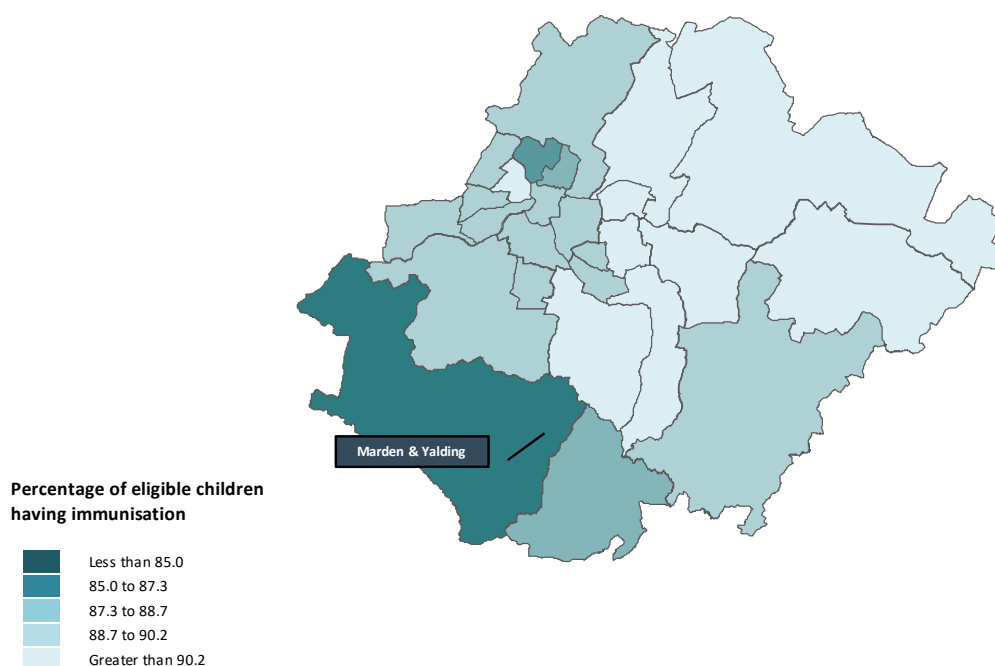 Marden & Yalding
Percentage of eligible children
having immunisation
Less than 85.0
85.0 to 87.3
87.3 to 88.7
88.7 to 90.2
Greater than 90.2